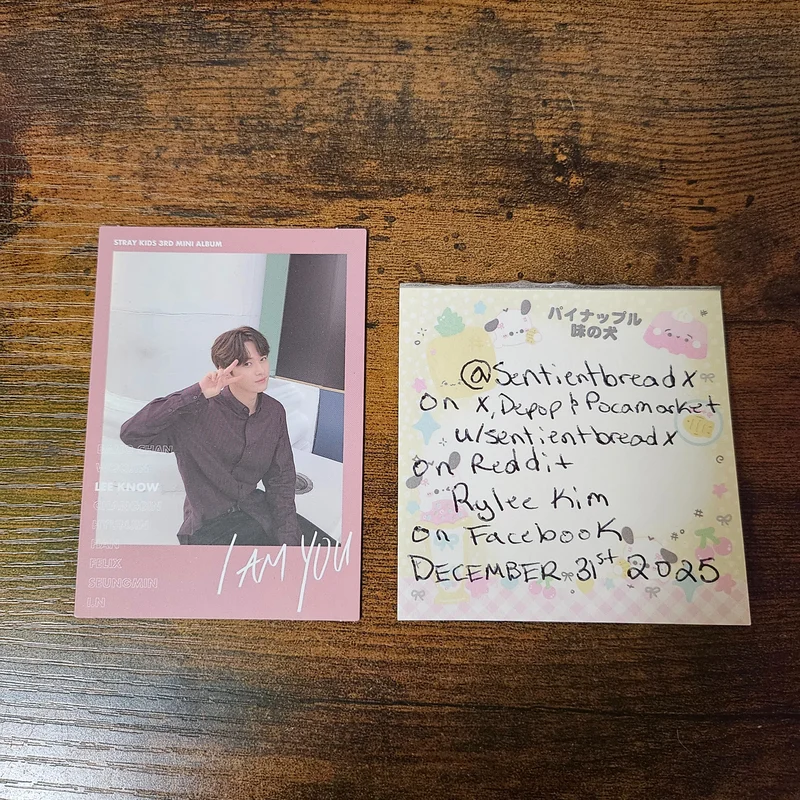 STRAY KIDS 3RD MINI ALBUM
LEE KNOW
FELIX
SEUNGMIN
I.N
I AM YOU
パイナップル
味の犬
@Sentientbreadx
on X, Depop & Pocamarket
u/sentientbreadx
on Reddit
Rylee Kim
on Facebook
DECEMBER 31st 2025